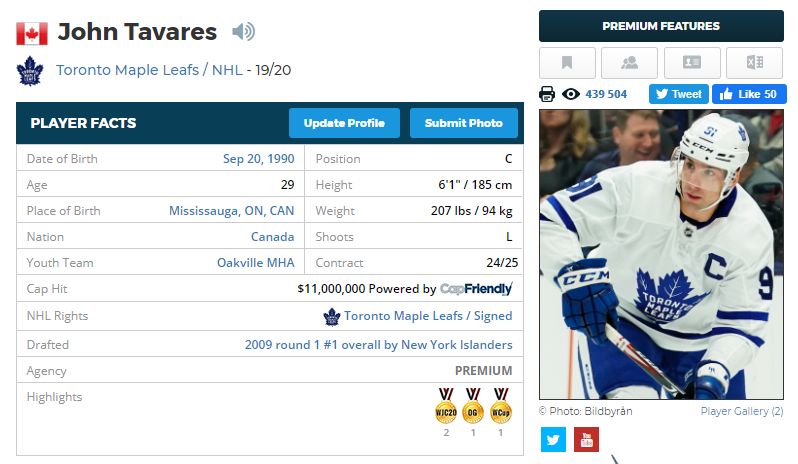 John Tavares
Toronto Maple Leafs / NHL - 19/20
PLAYER FACTS
Update Profile
Submit Photo
Date of Birth Sep 20, 1990
Position C
Age 29
Height 6'1" / 185 cm
Place of Birth Mississauga, ON, CAN
Weight 207 lbs / 94 kg
Nation Canada
Shoots L
Youth Team Oakville MHA
Contract 24/25
Cap Hit $11,000,000 Powered by CapFriendly
NHL Rights Toronto Maple Leafs / Signed
Drafted 2009 round 1 #1 overall by New York Islanders
Agency PREMIUM
Highlights
WJC20 OG WCup
2 1 1
PREMIUM FEATURES
439 504
Tweet
Like 50
91
CCM
91
C
CCM
TORONTO
MAPLE
LEAFS
91
© Photo: Bildbyrån
Player Gallery (2)
You
Tube